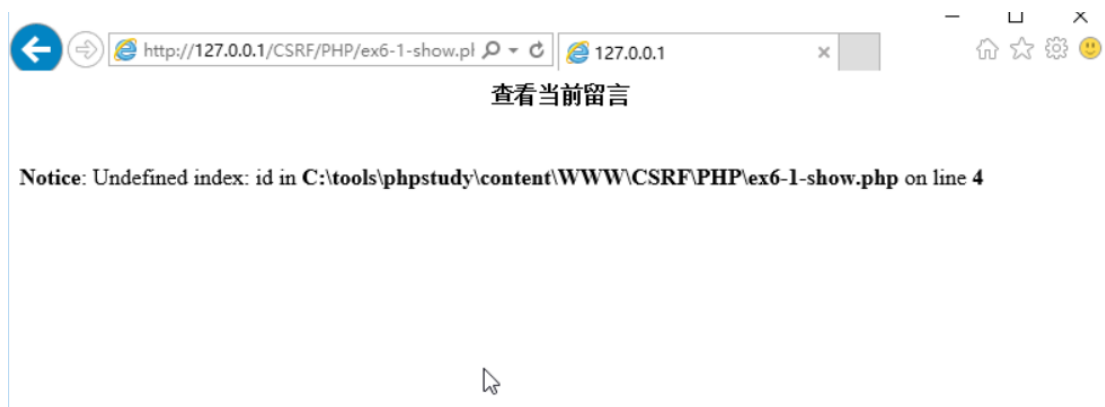 http://127.0.0.1/CSRF/PHP/ex6-1-show.pl
127.0.0.1
查看当前留言
Notice: Undefined index: id in C:\tools\phpstudy\content\WWW\CSRF\PHP\ex6-1-show.php on line 4